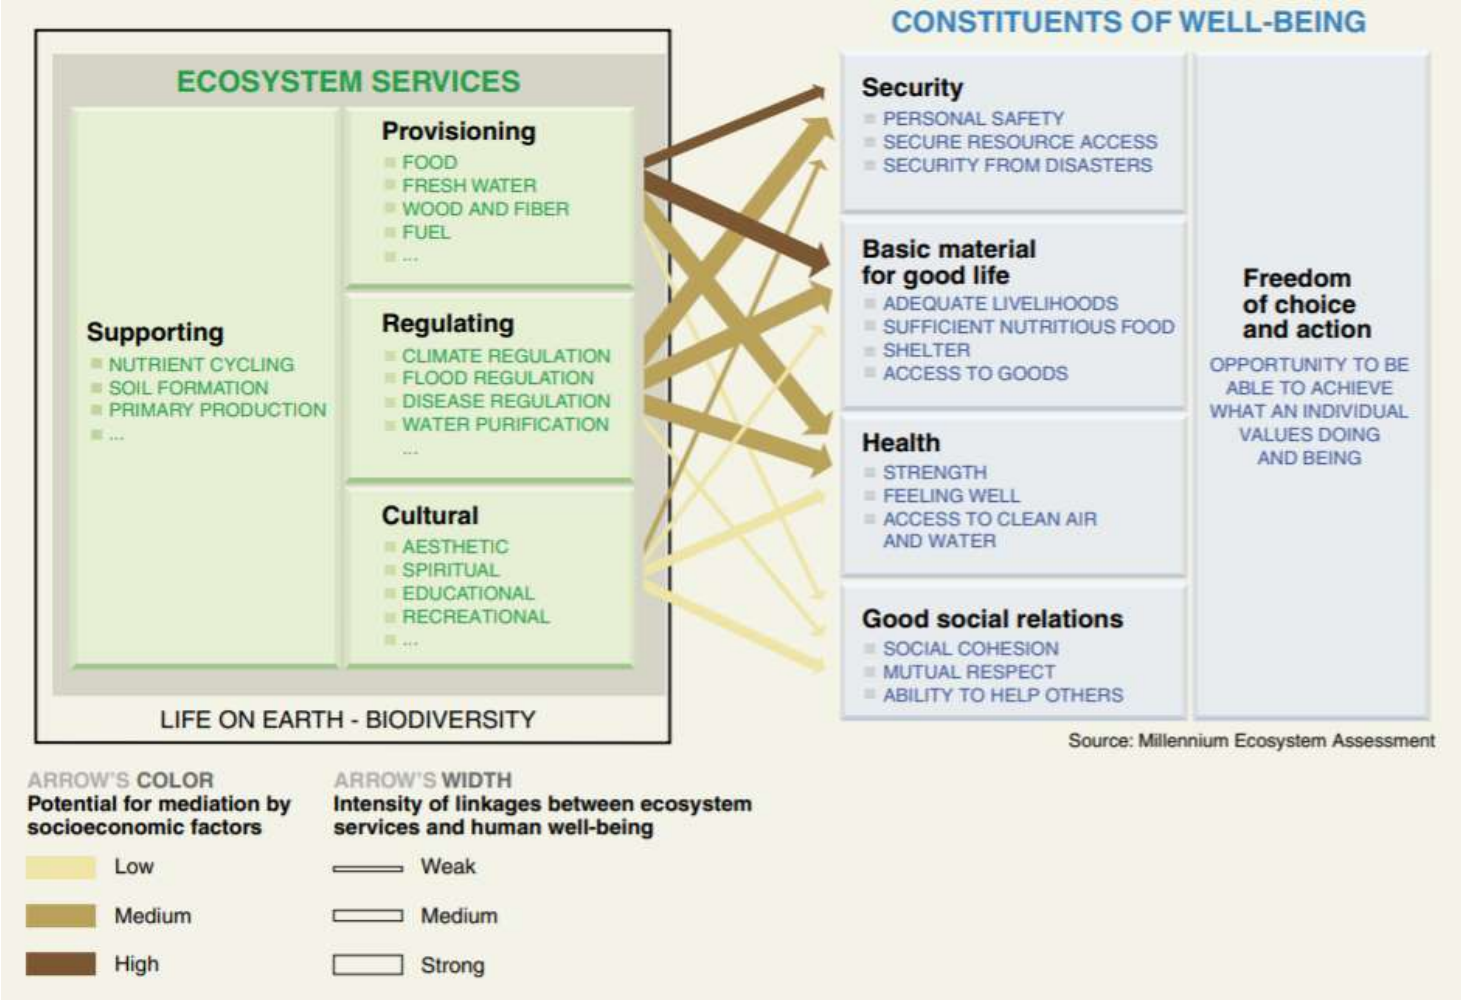 CONSTITUENTS OF WELL-BEING
ECOSYSTEM SERVICES
Supporting
NUTRIENT CYCLING
SOIL FORMATION
PRIMARY PRODUCTION
...
Provisioning
FOOD
FRESH WATER
WOOD AND FIBER
FUEL
...
Regulating
CLIMATE REGULATION
FLOOD REGULATION
DISEASE REGULATION
WATER PURIFICATION
...
Cultural
AESTHETIC
SPIRITUAL
EDUCATIONAL
RECREATIONAL
...
LIFE ON EARTH - BIODIVERSITY
Security
PERSONAL SAFETY
SECURE RESOURCE ACCESS
SECURITY FROM DISASTERS
Basic material
for good life
ADEQUATE LIVELIHOODS
SUFFICIENT NUTRITIOUS FOOD
SHELTER
ACCESS TO GOODS
Health
STRENGTH
FEELING WELL
ACCESS TO CLEAN AIR
AND WATER
Good social relations
SOCIAL COHESION
MUTUAL RESPECT
ABILITY TO HELP OTHERS
Freedom
of choice
and action
OPPORTUNITY TO BE
ABLE TO ACHIEVE
WHAT AN INDIVIDUAL
VALUES DOING
AND BEING
Source: Millennium Ecosystem Assessment
ARROW'S COLOR
Potential for mediation by
socioeconomic factors
Low
Medium
High
ARROW'S WIDTH
Intensity of linkages between ecosystem
services and human well-being
Weak
Medium
Strong